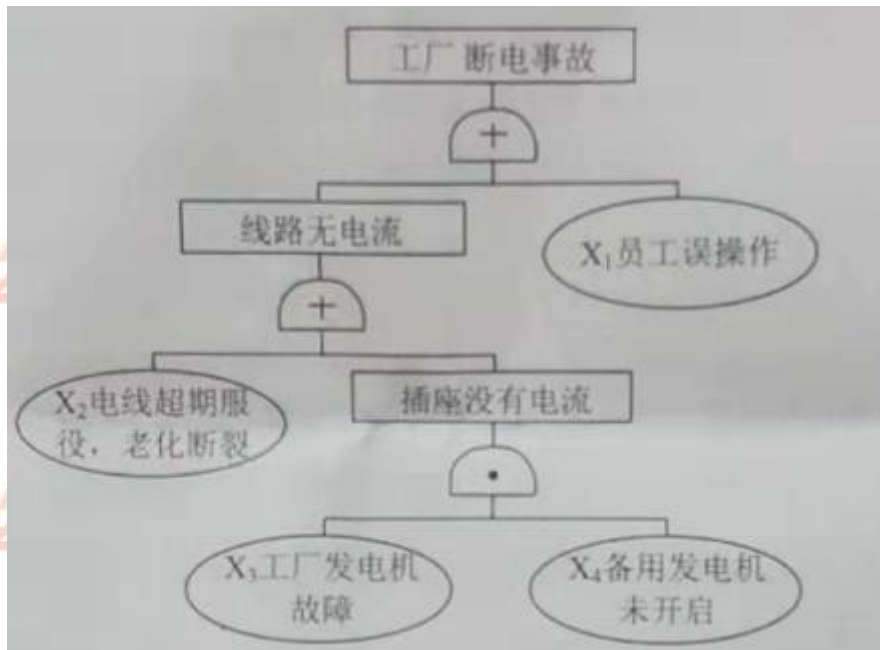 工厂断电事故
+
线路无电流
X₁员工误操作
+
X₂电线超期服
役，老化断裂
插座没有电流
·
X₃工厂发电机
故障
X₄备用发电机
未开启